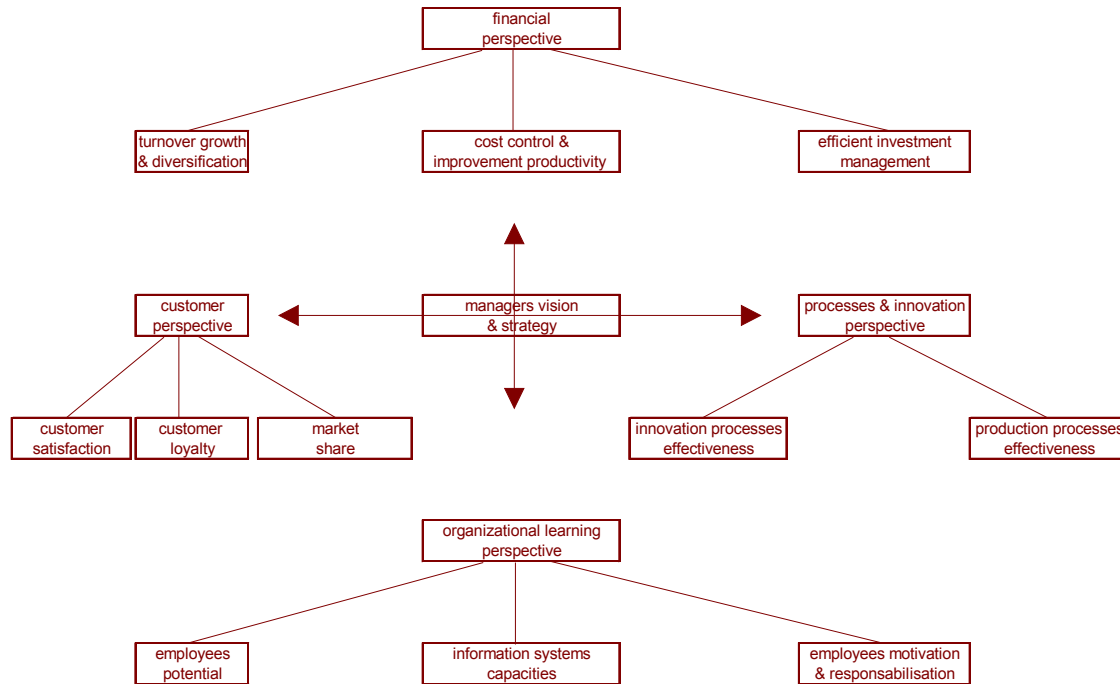 financial
perspective
turnover growth
& diversification
cost control &
improvement productivity
efficient investment
management
customer
perspective
managers vision
& strategy
processes & innovation
perspective
customer
satisfaction
customer
loyalty
market
share
innovation processes
effectiveness
production processes
effectiveness
organizational learning
perspective
employees
potential
information systems
capacities
employees motivation
& responsabilisation